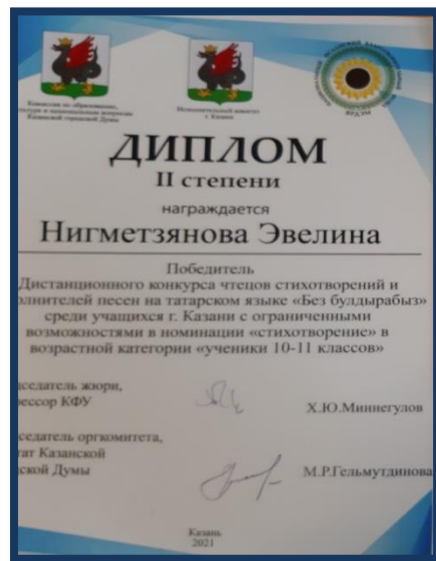 Комиссия по образованию,
культуре и национальным вопросам
Казанской городской Думы
Исполнительный комитет
г. Казани
ДИПЛОМ
II степени
награждается
Нигметзянова Эвелина
Победитель
Дистанционного конкурса чтецов стихотворений и
олнителей песен на татарском языке «Без булдырабыз»
среди учащихся г. Казани с ограниченными
возможностями в номинации «стихотворение» в
возрастной категории «ученики 10-11 классов»
дседатель жюри,
ессор КФУ
Х.Ю.Миннегулов
седатель оргкомитета,
тат Казанской
ской Думы
М.Р.Гельмутдинова
Казань
2021